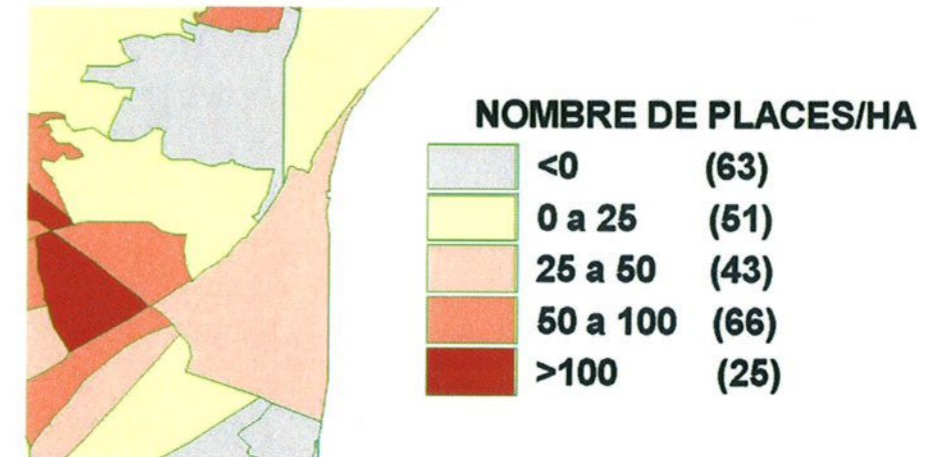 NOMBRE DE PLACES/HA
<0 (63)
0 a 25 (51)
25 a 50 (43)
50 a 100 (66)
>100 (25)